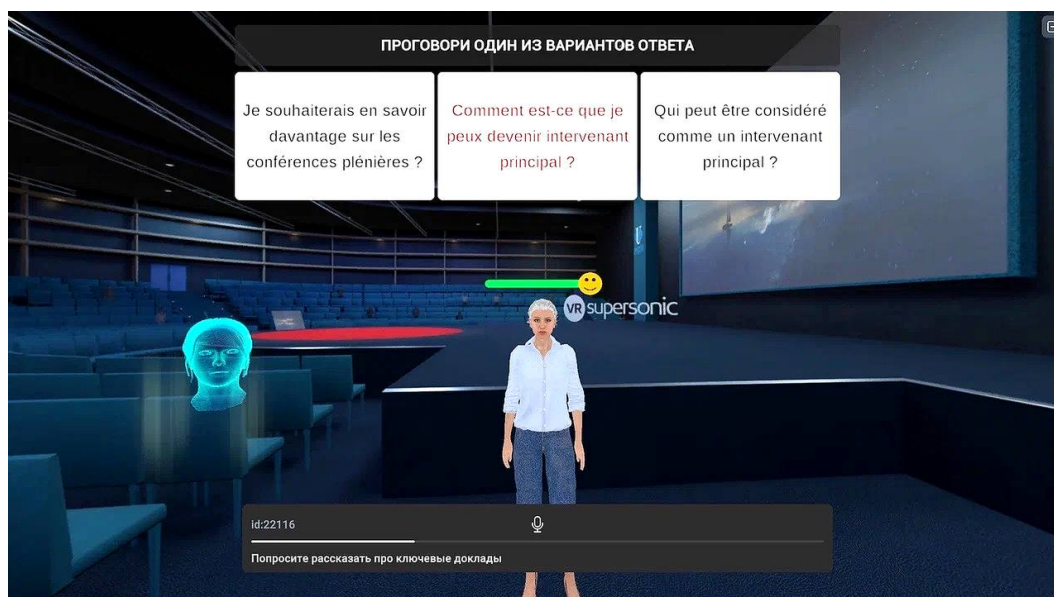 ПРОГОВОРИ ОДИН ИЗ ВАРИАНТОВ ОТВЕТА
Je souhaiterais en savoir
davantage sur les
conférences plénières ?
Comment est-ce que je
peux devenir intervenant
principal ?
Qui peut être considéré
comme un intervenant
principal ?
VR supersonic
id:22116
Попросите рассказать про ключевые доклады